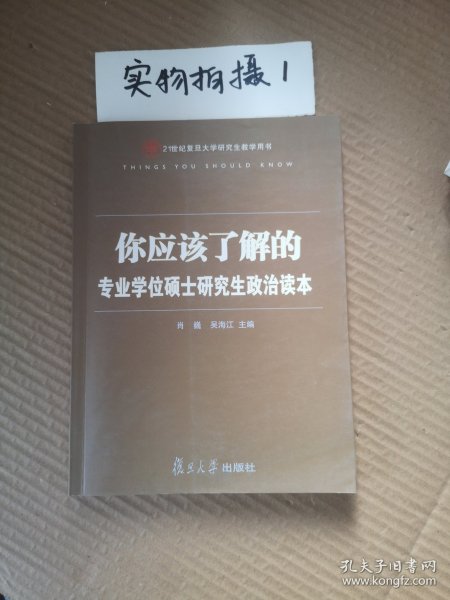 实物拍摄1
21世纪复旦大学研究生教学用书
THINGS YOU SHOULD KNOW
你应该了解的
专业学位硕士研究生政治读本
肖巍 吴海江 主编
復旦大学出版社
孔夫子旧书网
www.kongfz.com